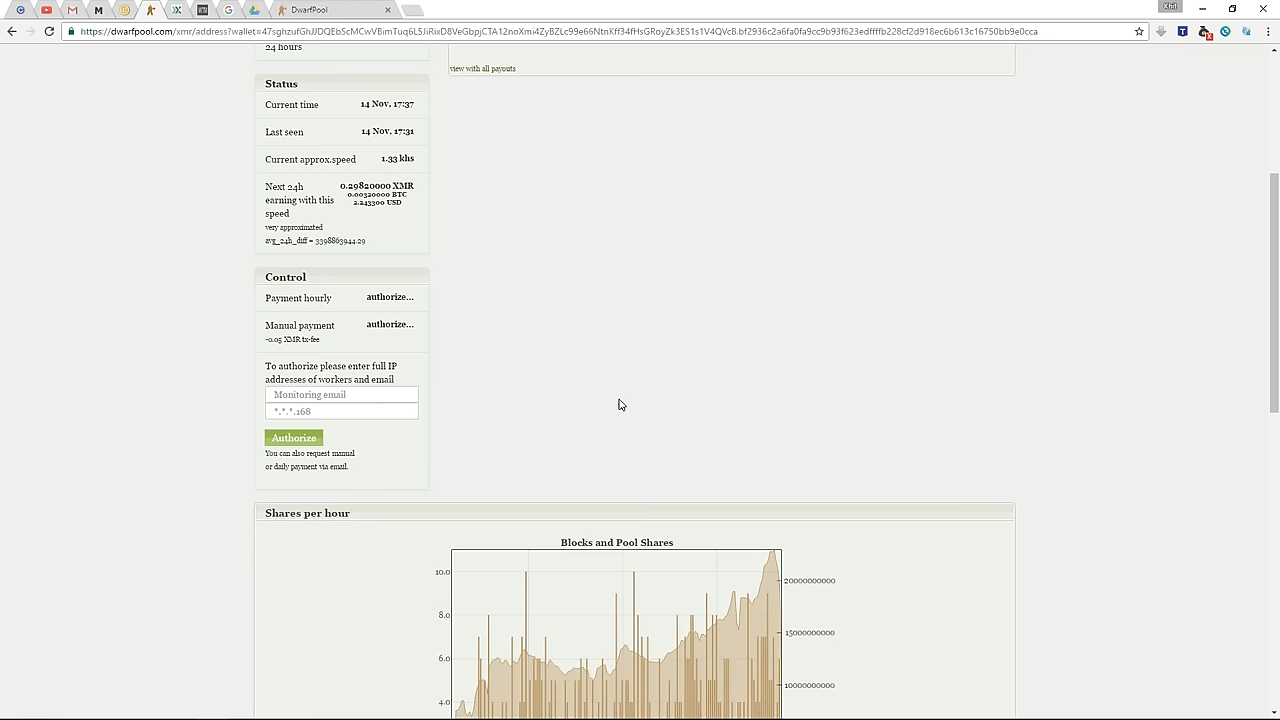 DwarfPool
Khu
https://dwarfpool.com/xmr/address?wallet=47sghzufGhJJDQEbScMCwVBimTuq6L5JiRixD8VeGbpjCTA12noXmi4ZyBZLc99e66NtnKff34fHsGRoyZk3ES1s1V4QVcB.bf2936c2a6fa0fa9cc9b93f623edffffb228cf2d918ec6b613c16750bb9e0cca
24 hours
view with all payouts
Status
Current time 14 Nov, 17:37
Last seen 14 Nov, 17:31
Current approx.speed 1.33 khs
Next 24h 0.29820000 XMR
earning with this 0.00320000 BTC
speed 2.243300 USD
very approximated
avg_24h_diff = 3398863944.29
Control
Payment hourly authorize...
Manual payment authorize...
-0.05 XMR tx-fee
To authorize please enter full IP
addresses of workers and email
Monitoring email
*.*.*.168
Authorize
You can also request manual
or daily payment via email.
Shares per hour
Blocks and Pool Shares
10.0
20000000000
8.0
15000000000
6.0
10000000000
4.0